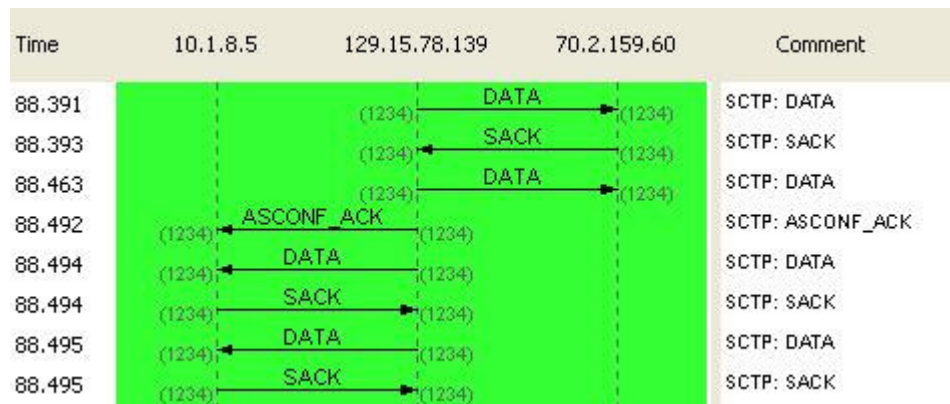 Time 10.1.8.5 129.15.78.139 70.2.159.60 Comment
88.391 (1234) DATA (1234) SCTP: DATA
88.393 (1234) SACK (1234) SCTP: SACK
88.463 (1234) DATA (1234) SCTP: DATA
88.492 (1234) ASCONF_ACK (1234) SCTP: ASCONF_ACK
88.494 (1234) DATA (1234) SCTP: DATA
88.494 (1234) SACK (1234) SCTP: SACK
88.495 (1234) DATA (1234) SCTP: DATA
88.495 (1234) SACK (1234) SCTP: SACK